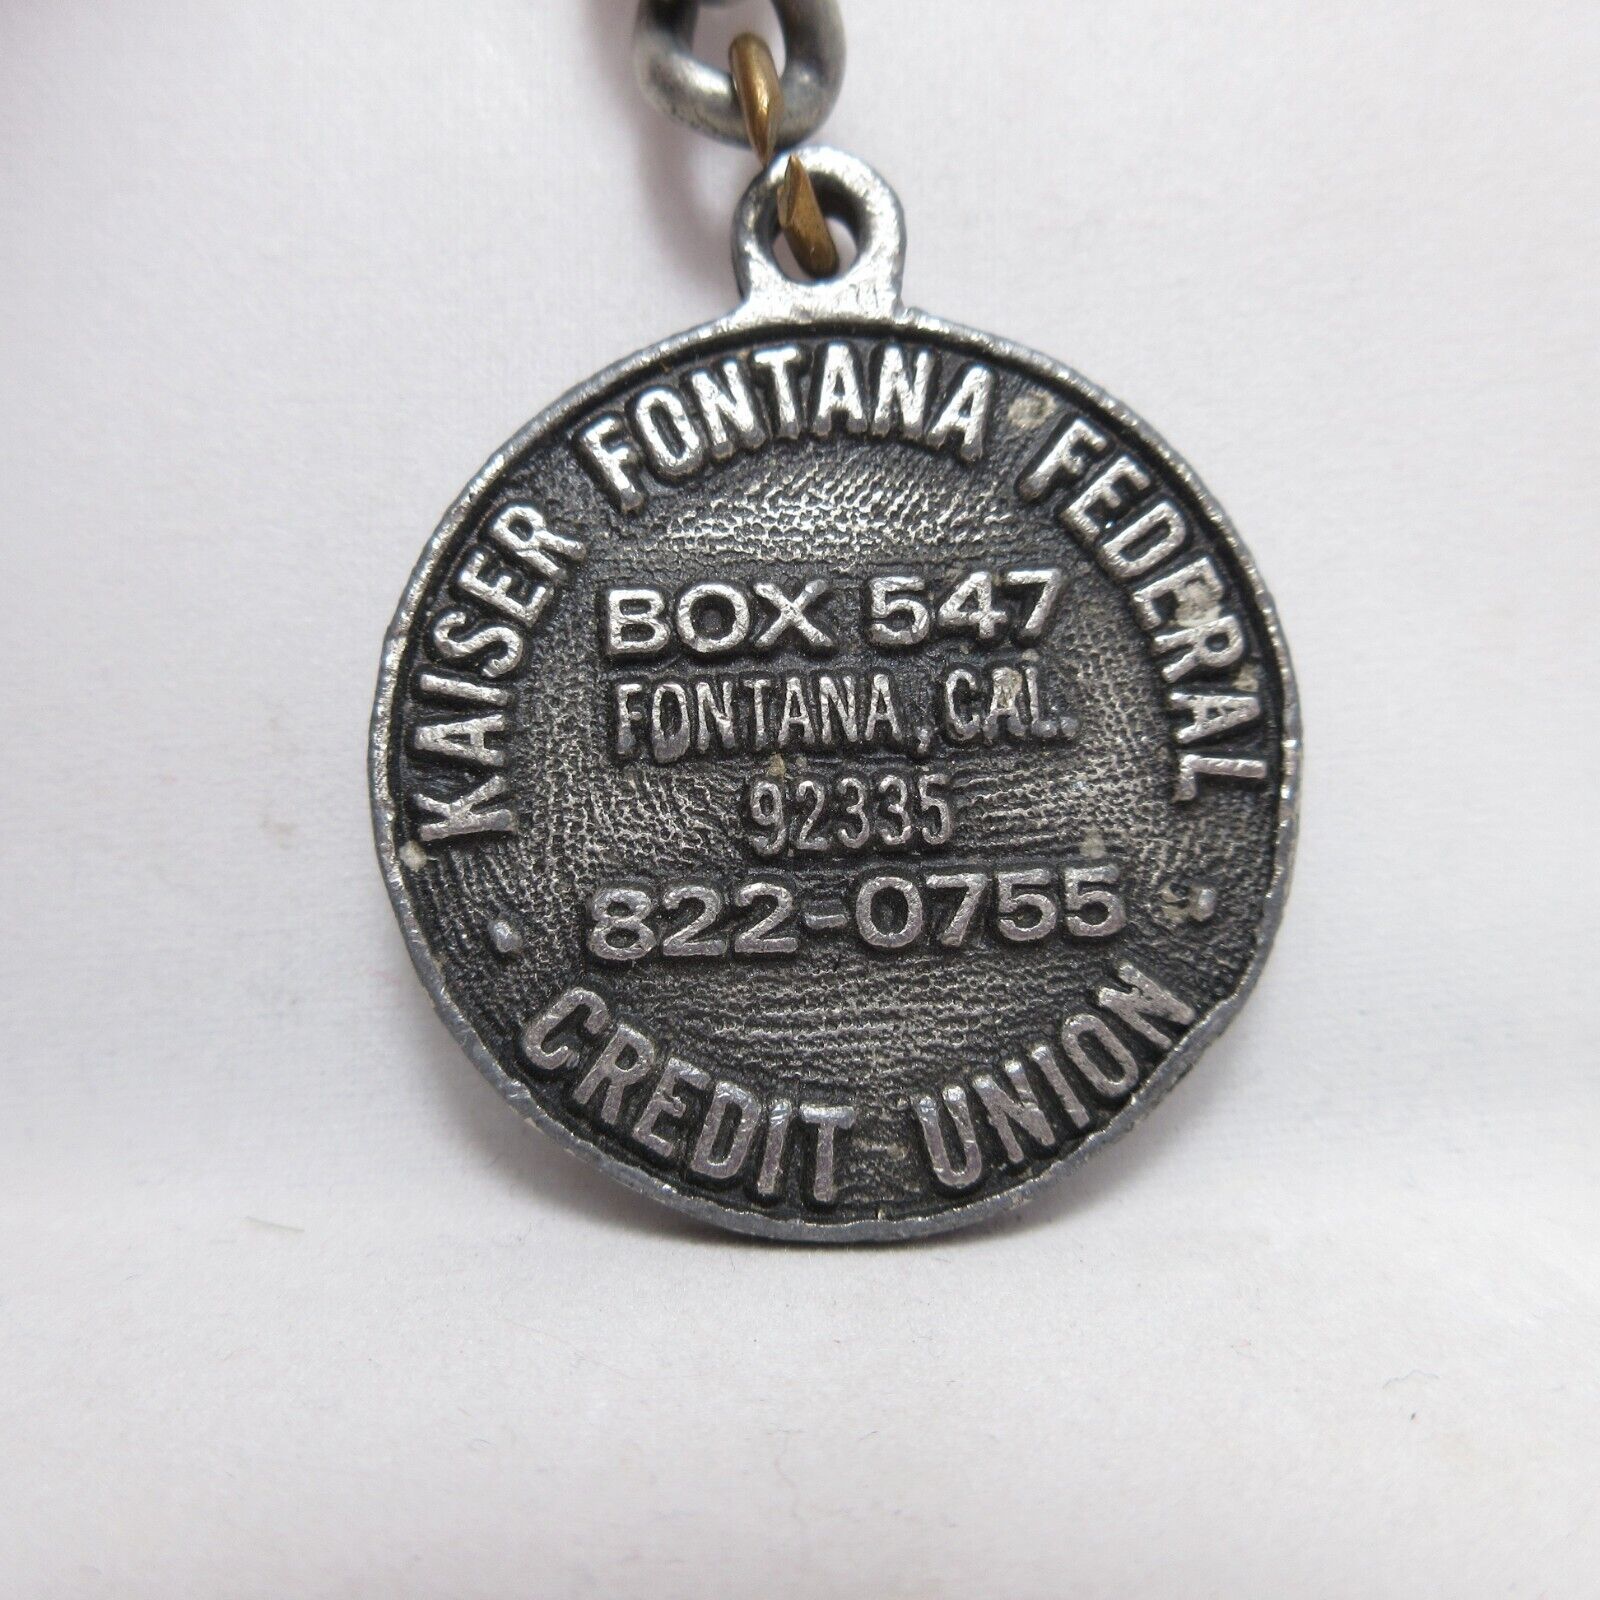 KAISER FONTANA FEDERAL
BOX 547
FONTANA, CAL.
92335
822-0755
CREDIT UNION